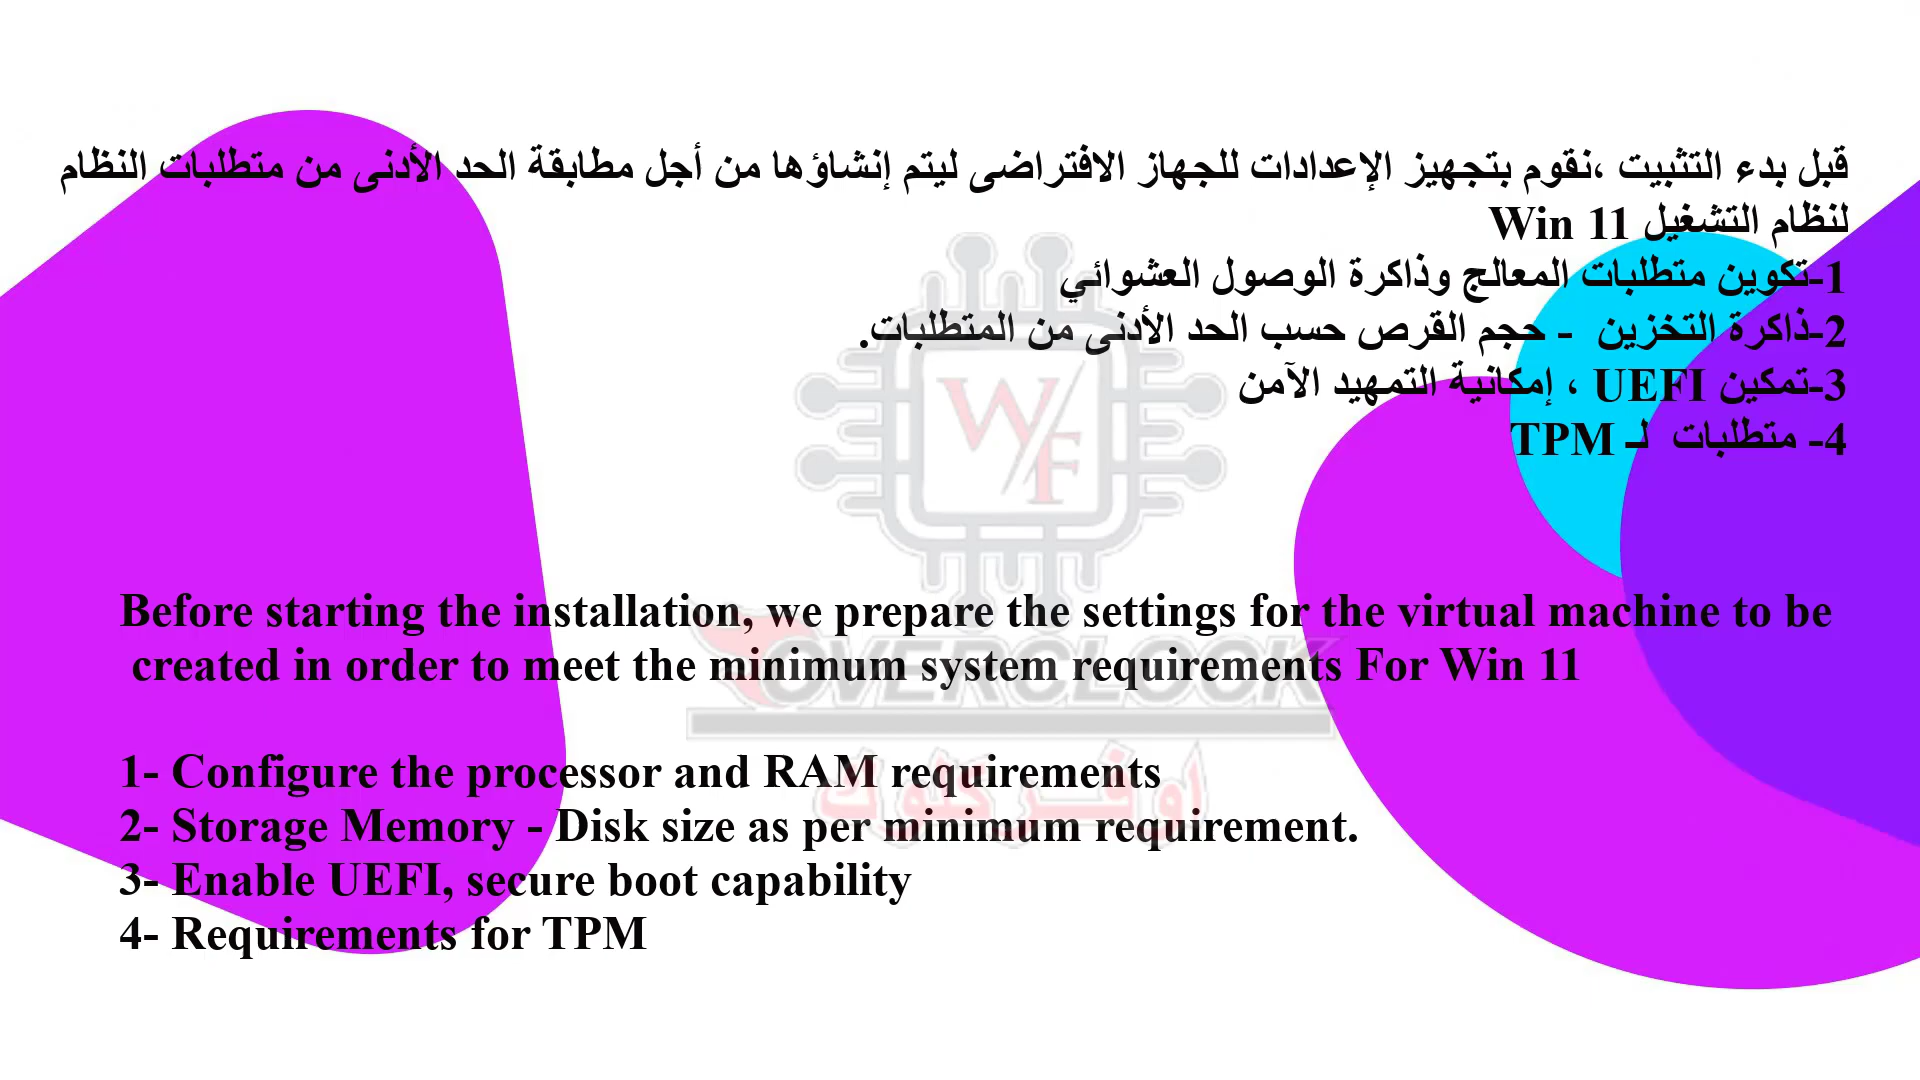 قبل بدء التثبيت ،نقوم بتجهيز الإعدادات للجهاز الافتراضى ليتم إنشاؤها من أجل مطابقة الحد الأدنى من متطلبات النظام
لنظام التشغيل Win 11
1-تكوين متطلبات المعالج وذاكرة الوصول العشوائي
2-ذاكرة التخزين - حجم القرص حسب الحد الأدنى من المتطلبات.
3-تمكين UEFI ، إمكانية التمهيد الآمن
4- متطلبات لـ TPM
W/F
Before starting the installation, we prepare the settings for the virtual machine to be
created in order to meet the minimum system requirements For Win 11
OVERCLOCK
اوفركلوك
1- Configure the processor and RAM requirements
2- Storage Memory - Disk size as per minimum requirement.
3- Enable UEFI, secure boot capability
4- Requirements for TPM